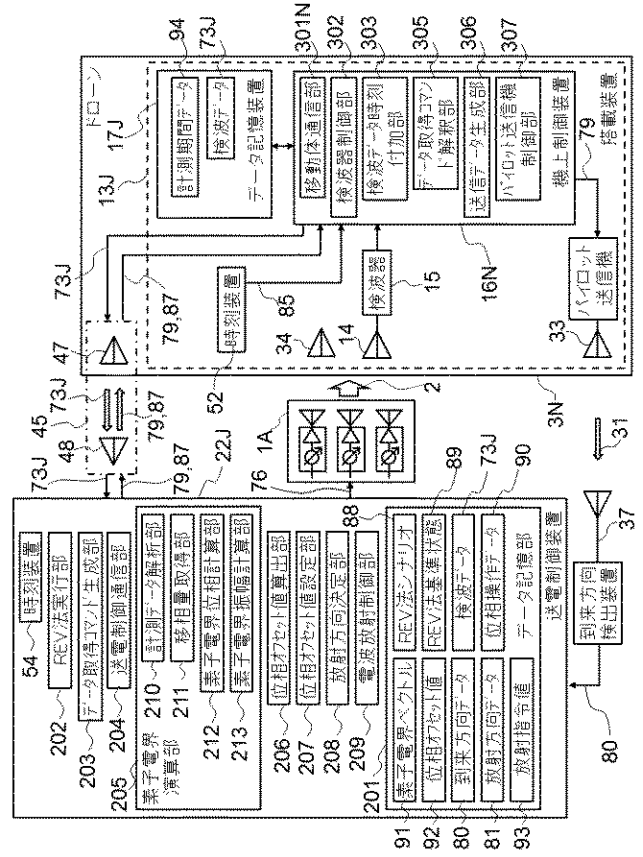 ドローン
13J
17J
94
計測期間データ
73J
検波データ
データ記憶装置
301N
移動体通信部
302
検波器制御部
303
検波データ時刻
付加部
305
データ取得コマン
ド解釈部
306
送信データ生成部
307
パイロット送信機
制御部
機上制御装置
搭載装置
79
16N
73J
79,87
時刻装置
52
85
34
14
検波器
15
パイロット
送信機
33
3N
47
45
73J
79,87
48
73J
79,87
22J
1A
2
76
31
37
到来方向
検出装置
80
54
時刻装置
202
REV法実行部
203
データ取得コマンド生成部
204
送電制御通信部
205
素子電界
演算部
210
計測データ解析部
211
移相量取得部
212
素子電界位相計算部
213
素子電界振幅計算部
206
位相オフセット値算出部
207
位相オフセット値設定部
208
放射方向決定部
209
電波放射制御部
201
88
91
素子電界ベクトル
REV法シナリオ
92
位相オフセット値
REV法基準状態
89
80
到来方向データ
検波データ
73J
81
放射方向データ
位相操作データ
90
93
放射指令値
データ記憶部
送電制御装置